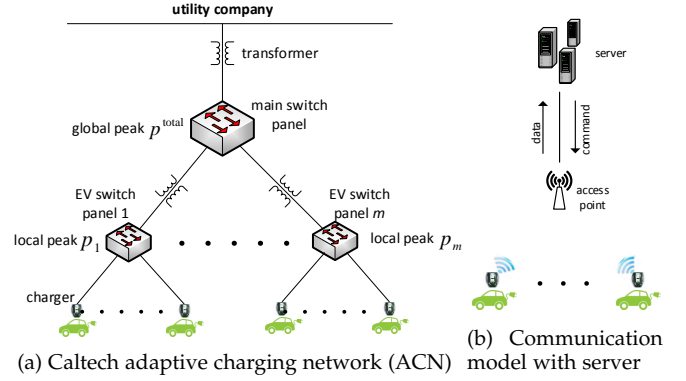 utility company
transformer
main switch
panel
global peak p^total
EV switch
panel 1
EV switch
panel m
local peak p_1
local peak p_m
charger
(a) Caltech adaptive charging network (ACN)
server
data
command
access
point
(b) Communication
model with server